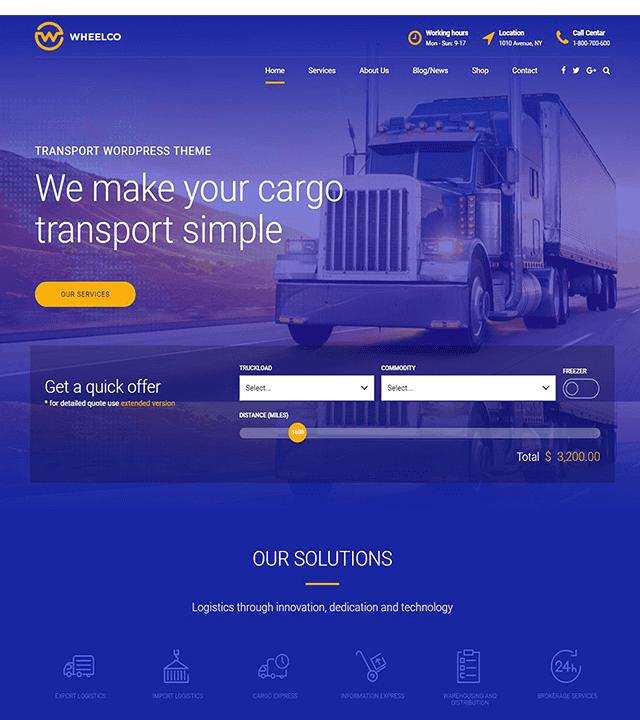 WHEELCO
Working hours
Mon - Sun: 9-17
Location
1010 Avenue, NY
Call Centar
1-800-700-600
Home Services About Us Blog/News Shop Contact
TRANSPORT WORDPRESS THEME
We make your cargo
transport simple
OUR SERVICES
Get a quick offer
* for detailed quote use extended version
TRUCKLOAD
Select...
COMMODITY
Select...
FREEZER
DISTANCE (MILES)
1600
Total $ 3,200.00
OUR SOLUTIONS
Logistics through innovation, dedication and technology
24h
EXPORT LOGISTICS
IMPORT LOGISTICS
CARGO EXPRESS
INFORMATION EXPRESS
WAREHOUSING AND
DISTRIBUTION
BROKERAGE SERVICES